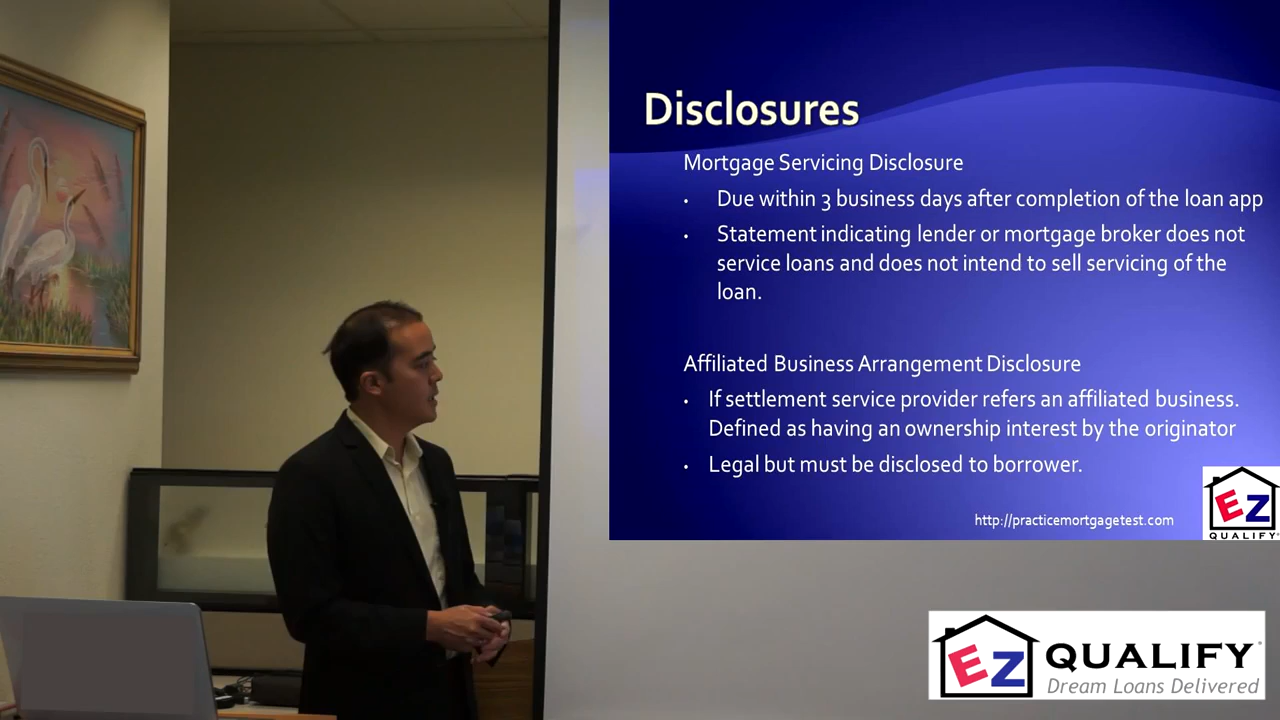 Disclosures
Mortgage Servicing Disclosure
• Due within 3 business days after completion of the loan app
• Statement indicating lender or mortgage broker does not
service loans and does not intend to sell servicing of the
loan.
Affiliated Business Arrangement Disclosure
• If settlement service provider refers an affiliated business.
Defined as having an ownership interest by the originator
• Legal but must be disclosed to borrower.
http://practicemortgagetest.com
EZ
QUALIFY
EZ QUALIFY
Dream Loans Delivered